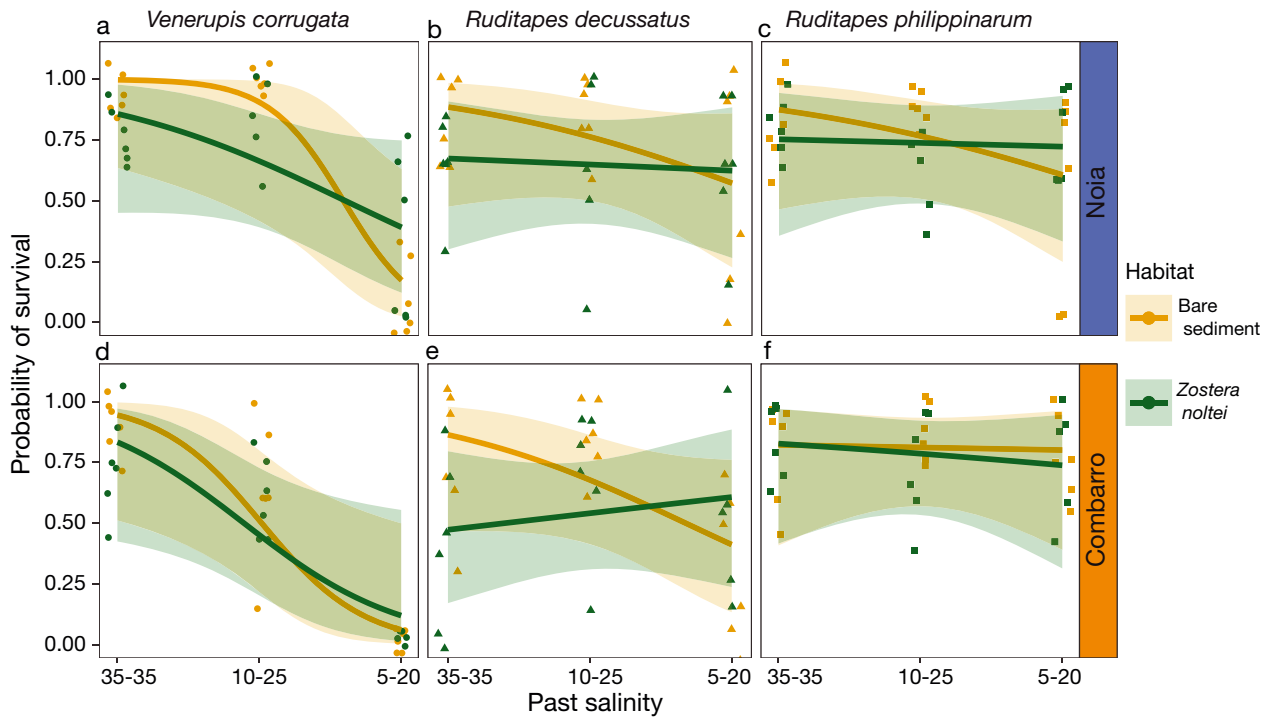 Venerupis corrugata
Ruditapes decussatus
Ruditapes philippinarum
a
b
c
1.00
0.75
0.50
0.25
0.00
Noia
d
e
f
1.00
0.75
0.50
0.25
0.00
Combarro
Probability of survival
35-35
10-25
5-20
35-35
10-25
5-20
35-35
10-25
5-20
Past salinity
Habitat
Bare
sediment
Zostera
noltei